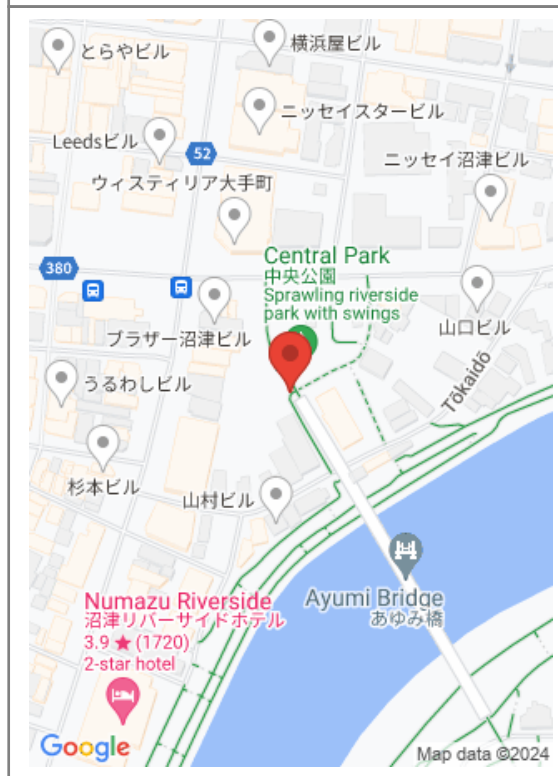 横浜屋ビル
とらやビル
ニッセイスタービル
Leedsビル
52
ニッセイ沼津ビル
ウィスティリア大手町
Central Park
中央公園
Sprawling riverside
park with swings
380
山口ビル
ブラザー沼津ビル
Tōkaidō
うるわしビル
杉本ビル
山村ビル
Ayumi Bridge
あゆみ橋
Numazu Riverside
沼津リバーサイドホテル
3.9 ★ (1720)
2-star hotel
Google
Map data ©2024